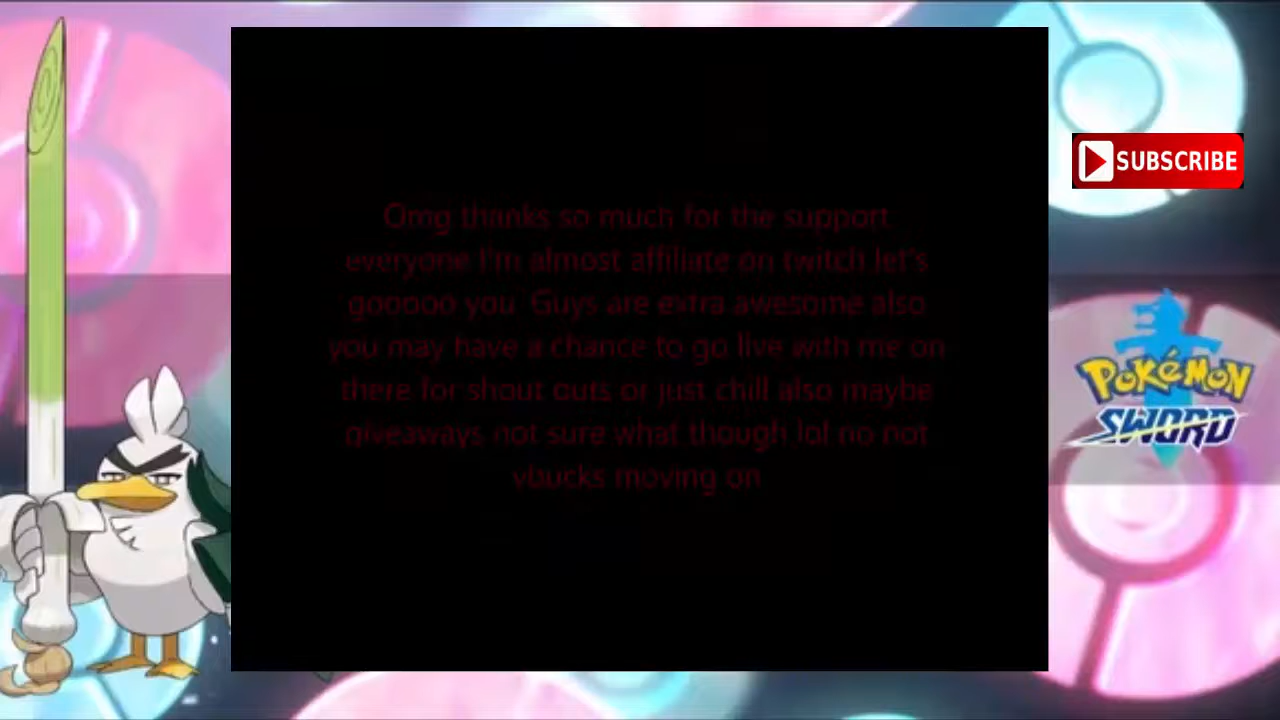 Omg thanks so much for the support
everyone I'm almost affiliate on twitch let's
gooooo you  Guys are extra awesome also
you may have a chance to go live with me on
there for shout outs or just chill also maybe
giveaways not sure what though lol no not
vbucks moving on
SUBSCRIBE
POKéMON
SWORD